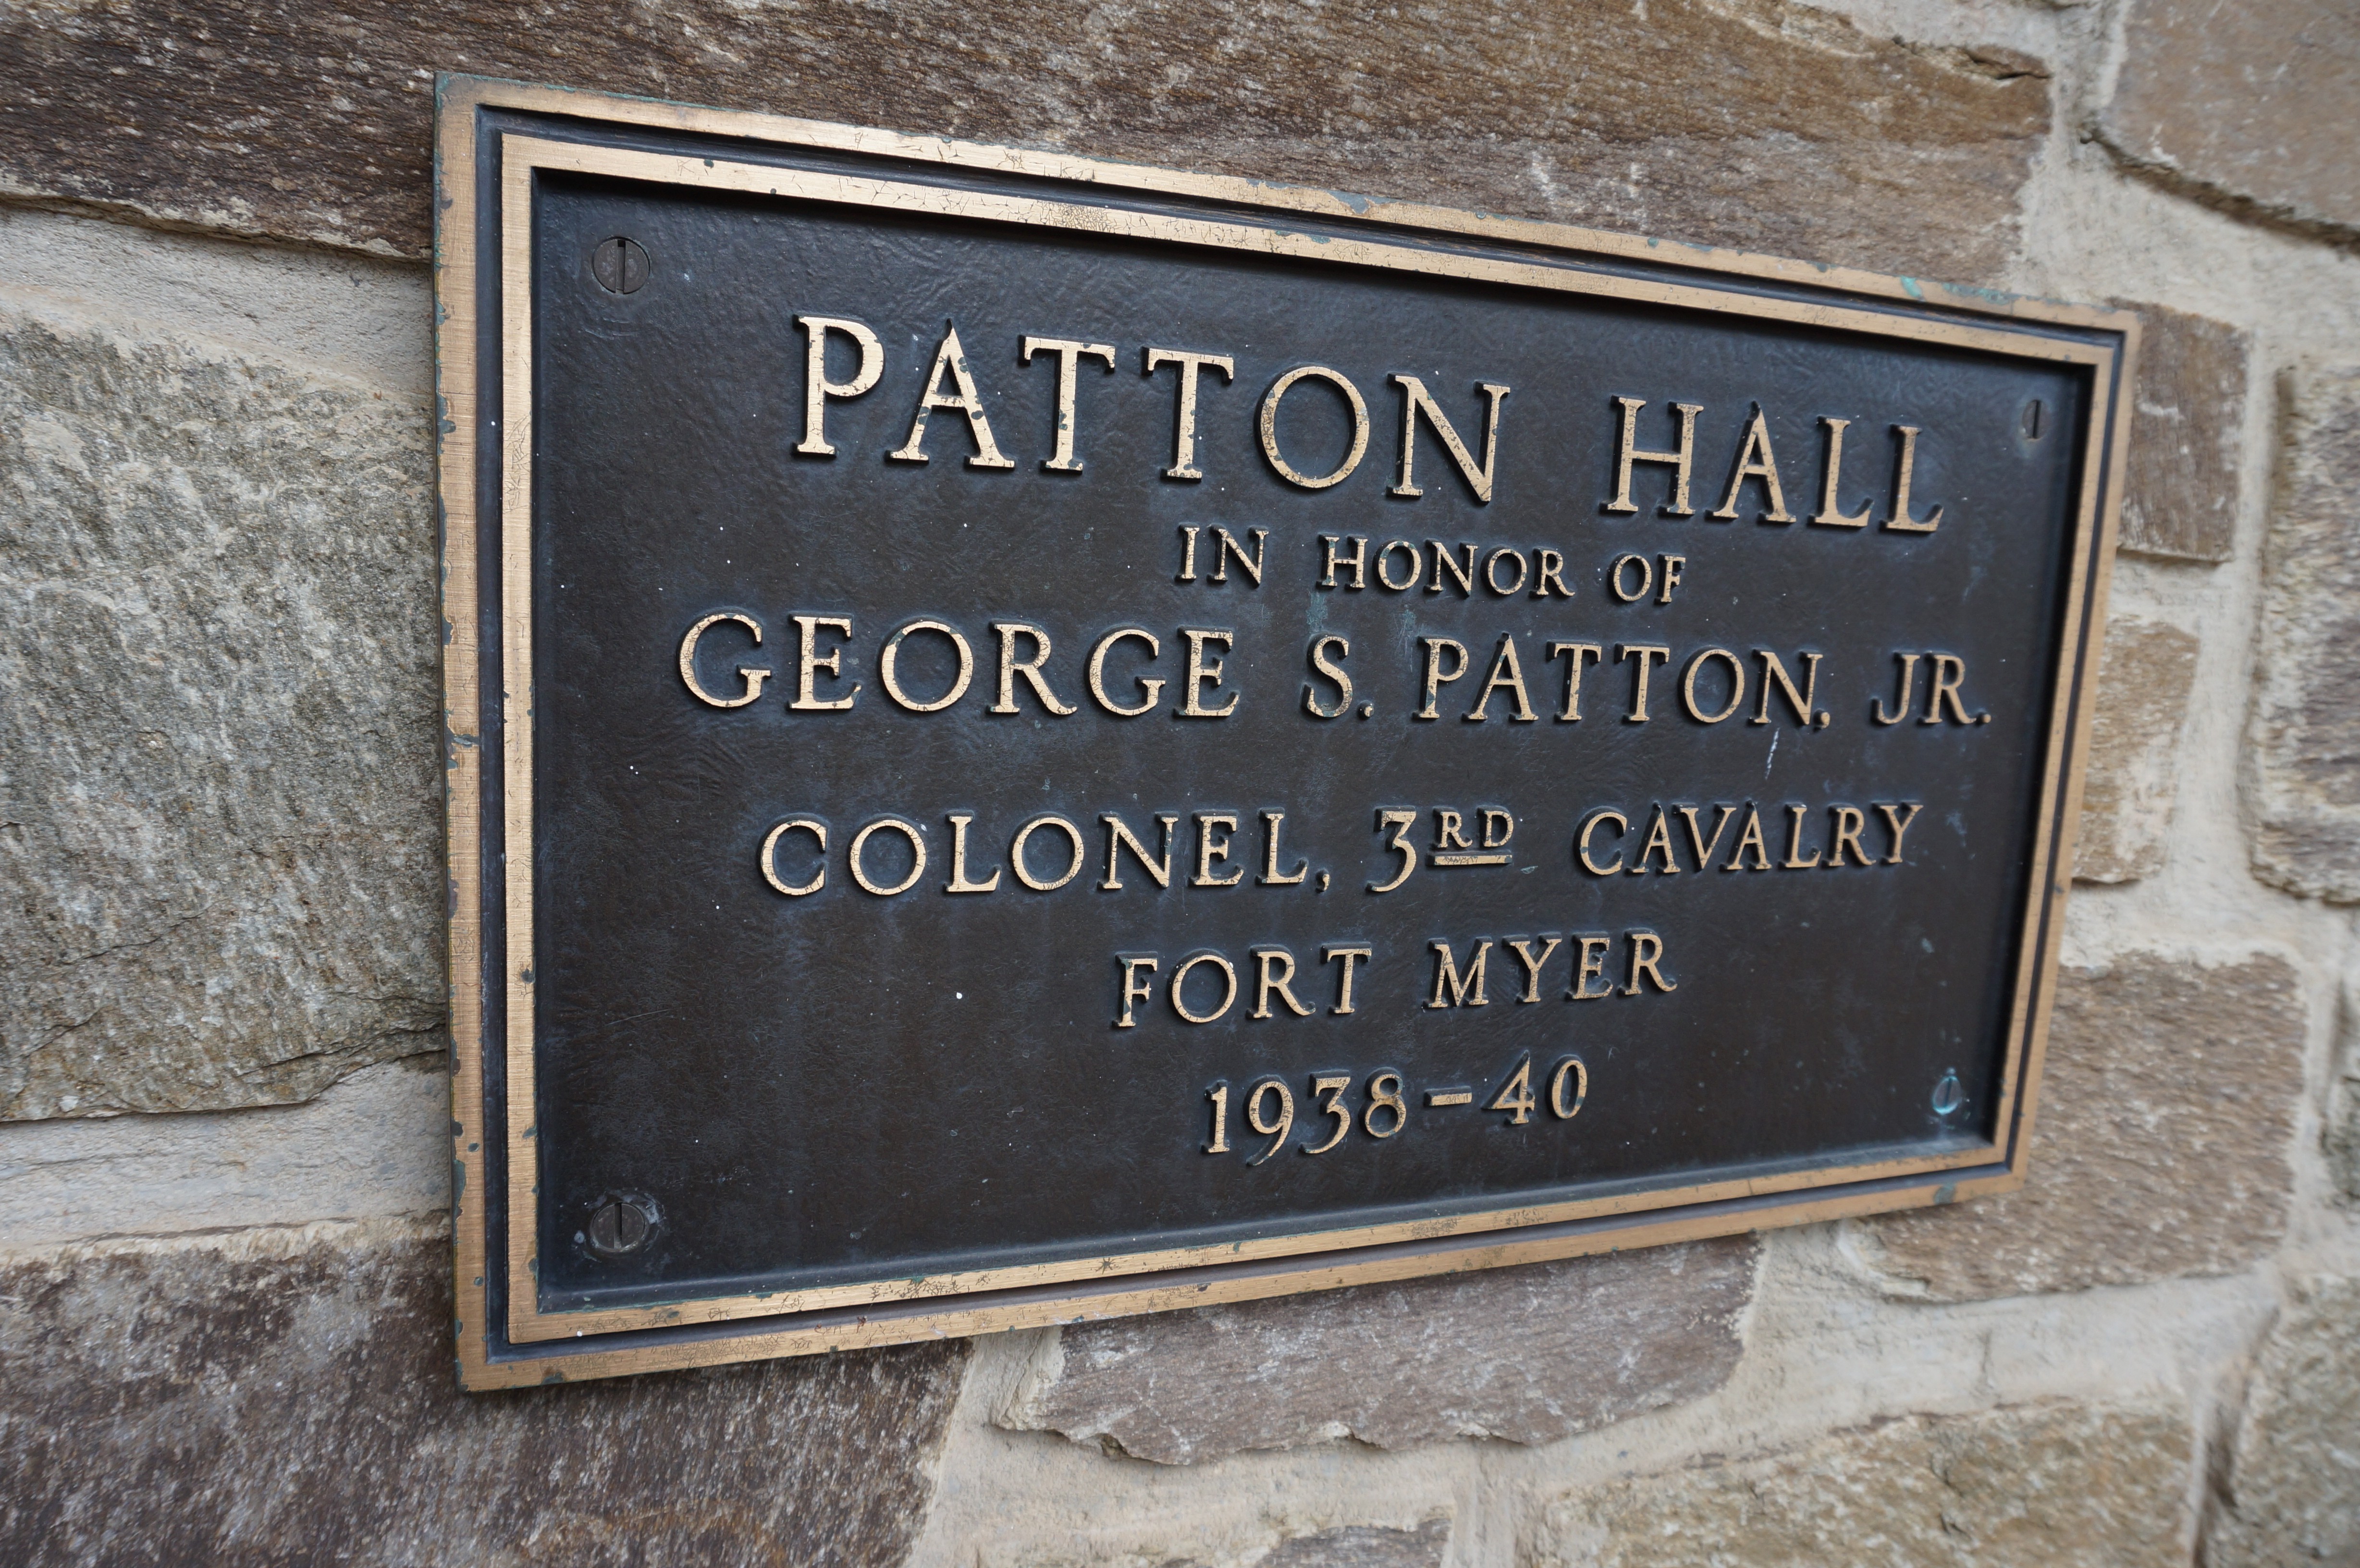 PATTON HALL
IN HONOR OF
GEORGE S. PATTON, JR.
COLONEL, 3RD CAVALRY
FORT MYER
1938-40